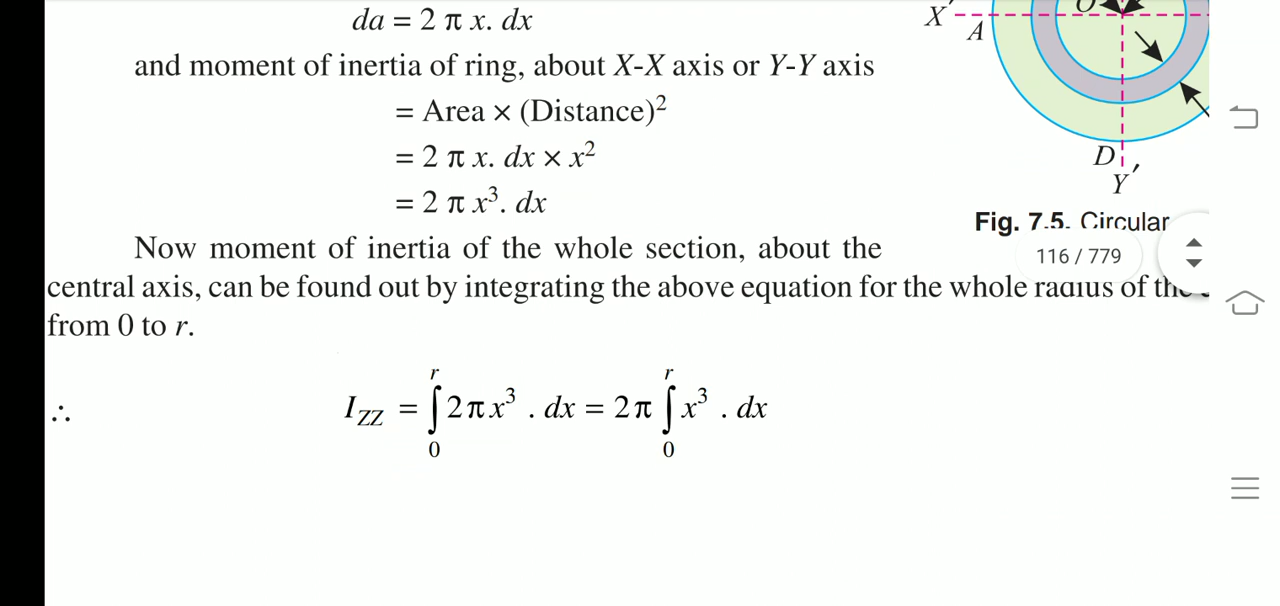 da = 2 π x. dx
X'
A
O
and moment of inertia of ring, about X-X axis or Y-Y axis
= Area × (Distance)²
= 2 π x. dx × x²
D
Y'
= 2 π x³. dx
Fig. 7.5. Circular
Now moment of inertia of the whole section, about the
116 / 779
central axis, can be found out by integrating the above equation for the whole radius of the
from 0 to r.
∴ I_ZZ = ∫₀ʳ 2πx³ . dx = 2π ∫₀ʳ x³ . dx